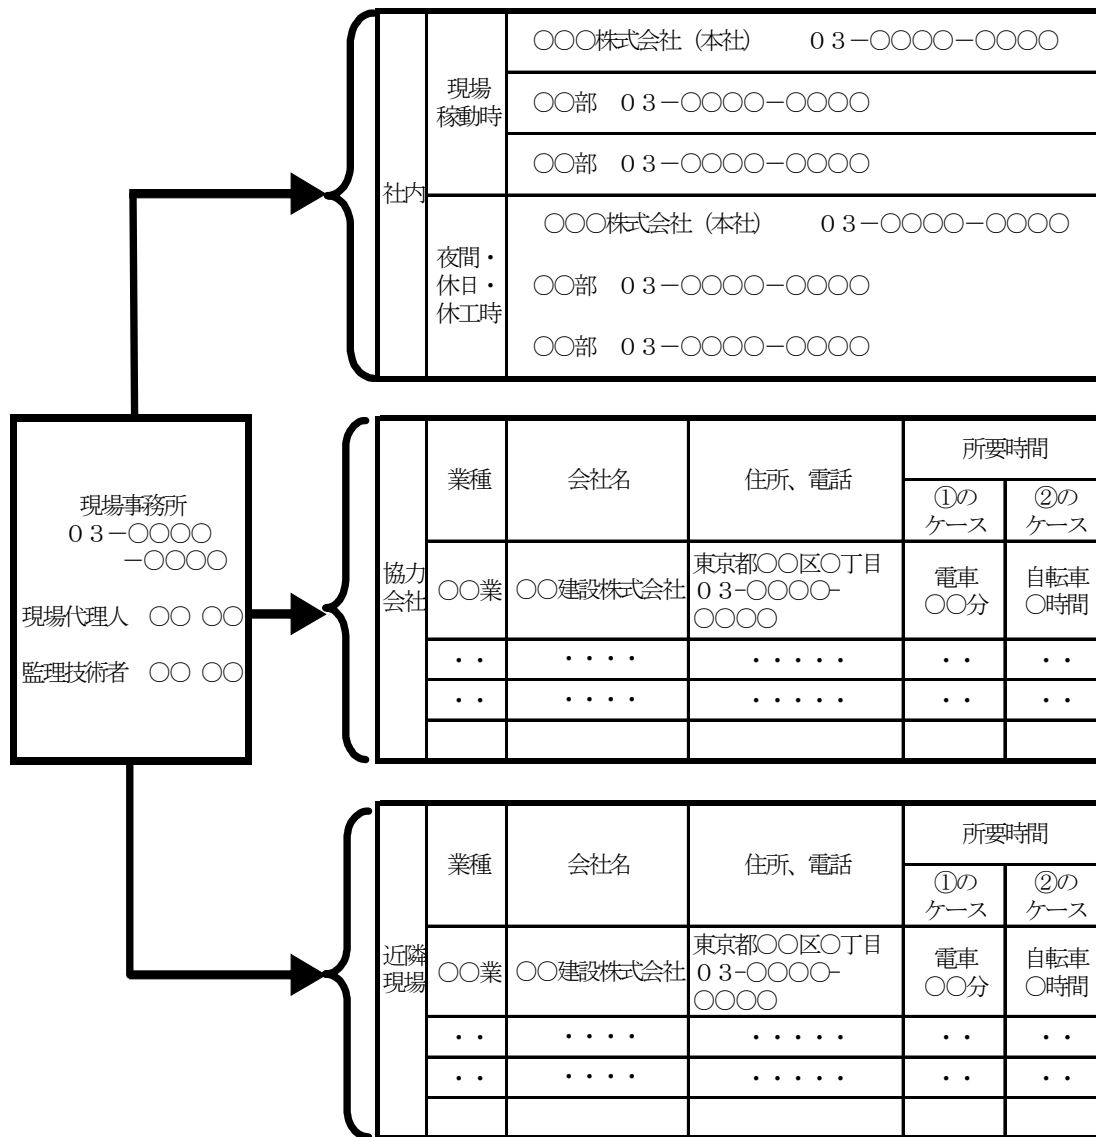 ○○○株式会社（本社）　　０３－○○○○－○○○○
現場
稼動時
○○部　０３－○○○○－○○○○
○○部　０３－○○○○－○○○○
社内
○○○株式会社（本社）　　０３－○○○○－○○○○
夜間・
休日・
休工時
○○部　０３－○○○○－○○○○
○○部　０３－○○○○－○○○○
現場事務所
０３－○○○○
－○○○○
現場代理人　○○ ○○
監理技術者　○○ ○○
協力
会社
業種　会社名　住所、電話　所要時間
①の
ケース
②の
ケース
○○業　○○建設株式会社
東京都○○区○丁目
０３-○○○○-
○○○○
電車
○○分
自転車
○時間
・・　・・・・　・・・・・　・・　・・
・・　・・・・　・・・・・　・・　・・
近隣
現場
業種　会社名　住所、電話　所要時間
①の
ケース
②の
ケース
○○業　○○建設株式会社
東京都○○区○丁目
０３-○○○○-
○○○○
電車
○○分
自転車
○時間
・・　・・・・　・・・・・　・・　・・
・・　・・・・　・・・・・　・・　・・